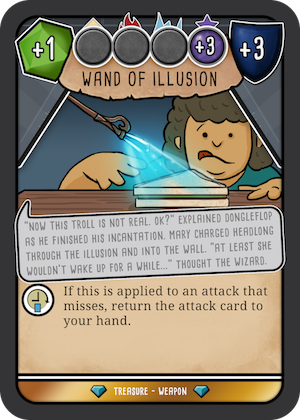 +1
+3
+3
WAND OF ILLUSION
"NOW THIS TROLL IS NOT REAL. OK?" EXPLAINED DONGLEFLOP
AS HE FINISHED HIS INCANTATION. MARY CHARGED HEADLONG
THROUGH THE ILLUSION AND INTO THE WALL. "AT LEAST SHE
WOULDN'T WAKE UP FOR A WHILE..." THOUGHT THE WIZARD.
If this is applied to an attack that
misses, return the attack card to
your hand.
TREASURE - WEAPON